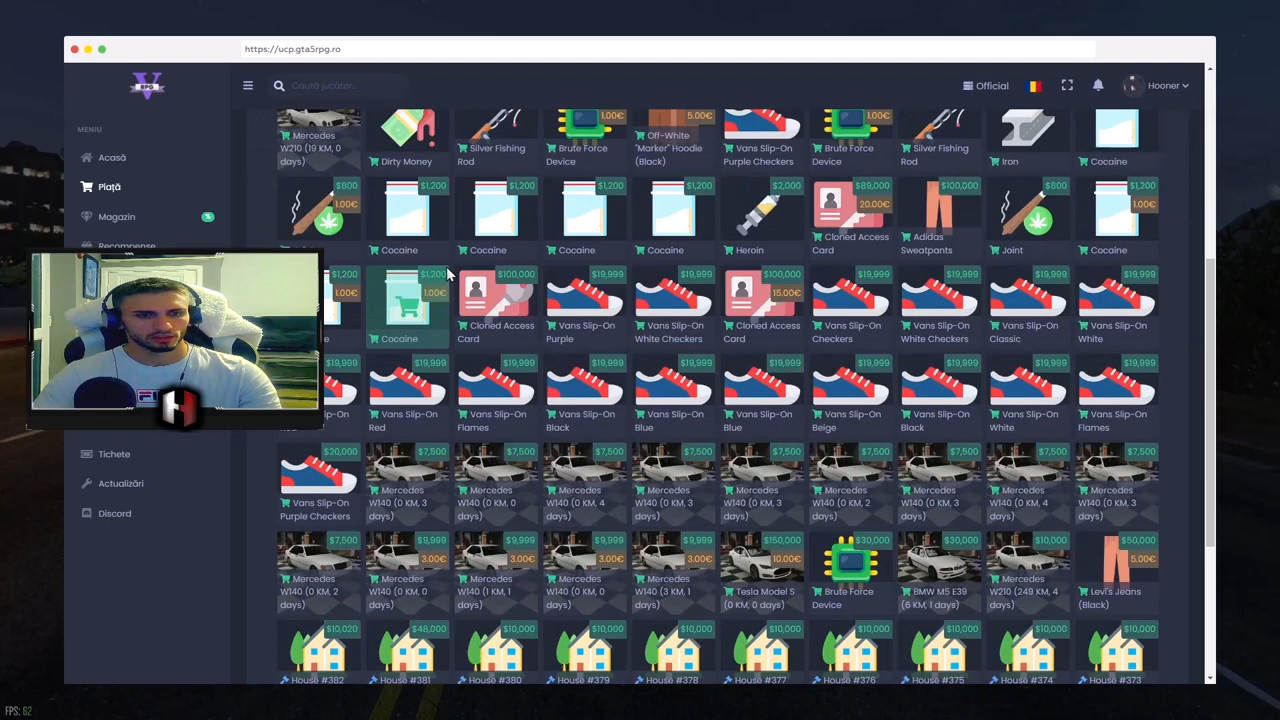 https://ucp.gta5rpg.ro
V
RPG
Caută jucător..
Official
Hooner
MENIU
Acasă
Piață
Magazin
%
Recompense
Tichete
Actualizări
Discord
Mercedes W210 (19 KM, 0 days)
Dirty Money
Silver Fishing Rod
1.00€
Brute Force Device
5.00€
Off-White "Marker" Hoodie (Black)
Vans Slip-On Purple Checkers
1.00€
Brute Force Device
Silver Fishing Rod
Iron
Cocaine
$800
1.00€
$1,200
Cocaine
$1,200
Cocaine
$1,200
Cocaine
$1,200
Cocaine
$2,000
Heroin
$89,000
20.00€
Cloned Access Card
$100,000
Adidas Sweatpants
$800
Joint
$1,200
1.00€
Cocaine
$1,200
1.00€
$1,200
1.00€
Cocaine
$100,000
Cloned Access Card
$19,999
Vans Slip-On Purple
$19,999
Vans Slip-On White Checkers
$100,000
15.00€
Cloned Access Card
$19,999
Vans Slip-On Checkers
$19,999
Vans Slip-On White Checkers
$19,999
Vans Slip-On Classic
$19,999
Vans Slip-On White
$19,999
Slip-On
$19,999
Vans Slip-On Red
$19,999
Vans Slip-On Flames
$19,999
Vans Slip-On Black
$19,999
Vans Slip-On Blue
$19,999
Vans Slip-On Blue
$19,999
Vans Slip-On Beige
$19,999
Vans Slip-On Black
$19,999
Vans Slip-On White
$19,999
Vans Slip-On Flames
$20,000
Vans Slip-On Purple Checkers
$7,500
Mercedes W140 (0 KM, 3 days)
$7,500
Mercedes W140 (0 KM, 3 days)
$7,500
Mercedes W140 (0 KM, 4 days)
$7,500
Mercedes W140 (0 KM, 3 days)
$7,500
Mercedes W140 (0 KM, 3 days)
$7,500
Mercedes W140 (0 KM, 2 days)
$7,500
Mercedes W140 (0 KM, 3 days)
$7,500
Mercedes W140 (0 KM, 4 days)
$7,500
Mercedes W140 (0 KM, 3 days)
$7,500
Mercedes W140 (0 KM, 2 days)
$9,999
3.00€
Mercedes W140 (0 KM, 0 days)
$9,999
3.00€
Mercedes W140 (1 KM, 1 days)
$9,999
3.00€
Mercedes W140 (0 KM, 0 days)
$9,999
3.00€
Mercedes W140 (3 KM, 1 days)
$150,000
10.00€
Tesla Model S (0 KM, 0 days)
$30,000
Brute Force Device
$30,000
BMW M5 E39 (6 KM, 1 days)
$10,000
Mercedes W210 (249 KM, 4 days)
$50,000
5.00€
Levi's Jeans (Black)
$10,020
House #382
$48,000
House #381
$10,000
House #380
$10,000
House #379
$10,000
House #378
$10,000
House #377
$10,000
House #376
$10,000
House #375
$10,000
House #374
$10,000
House #373
FPS: 62